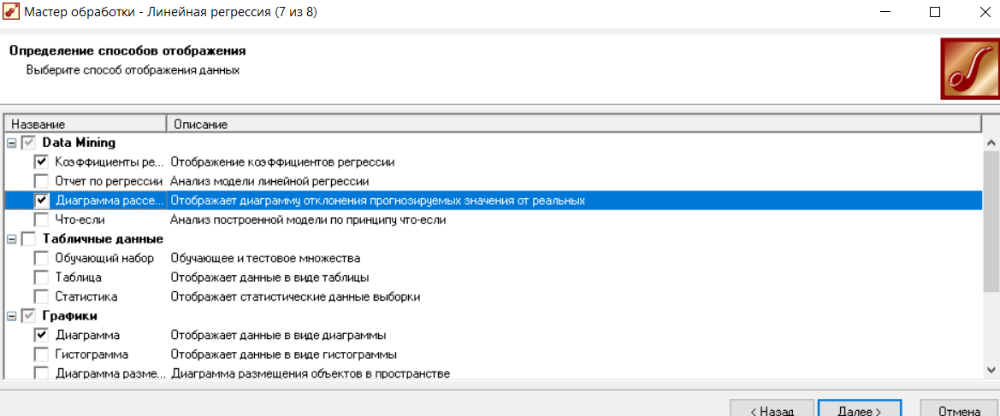 Мастер обработки - Линейная регрессия (7 из 8)
Определение способов отображения
Выберите способ отображения данных
Название Описание
Data Mining
Коэффициенты ре... Отображение коэффициентов регрессии
Отчет по регрессии Анализ модели линейной регрессии
Диаграмма рассе... Отображает диаграмму отклонения прогнозируемых значения от реальных
Что-если Анализ построенной модели по принципу что-если
Табличные данные
Обучающий набор Обучающее и тестовое множества
Таблица Отображает данные в виде таблицы
Статистика Отображает статистические данные выборки
Графики
Диаграмма Отображает данные в виде диаграммы
Гистограмма Отображает данные в виде гистограммы
Диаграмма разме... Диаграмма размещения объектов в пространстве
< Назад Далее > Отмена